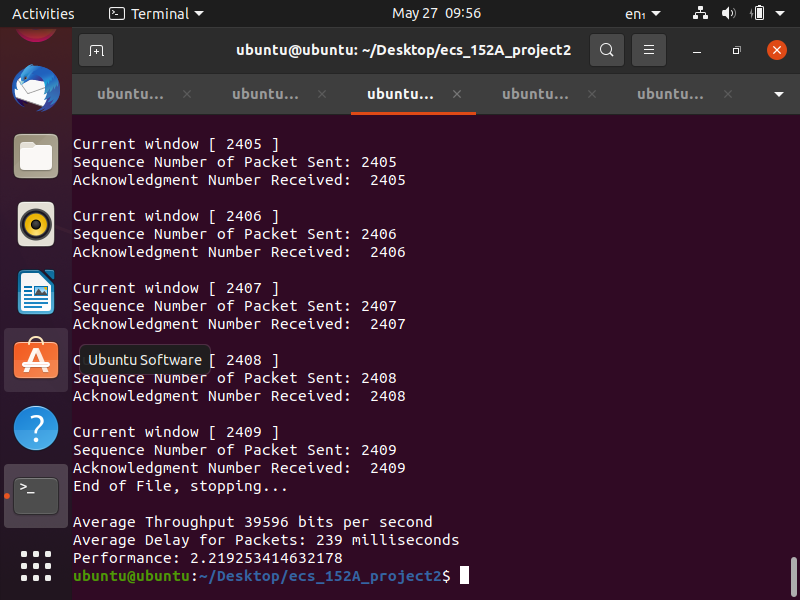 Activities
Terminal
May 27 09:56
en₁
ubuntu@ubuntu: ~/Desktop/ecs_152A_project2
ubuntu... × ubuntu... × ubuntu... × ubuntu... × ubuntu... ×
Current window [ 2405 ]
Sequence Number of Packet Sent: 2405
Acknowledgment Number Received:  2405
Current window [ 2406 ]
Sequence Number of Packet Sent: 2406
Acknowledgment Number Received:  2406
Current window [ 2407 ]
Sequence Number of Packet Sent: 2407
Acknowledgment Number Received:  2407
C
Ubuntu Software
[ 2408 ]
Sequence Number of Packet Sent: 2408
Acknowledgment Number Received:  2408
Current window [ 2409 ]
Sequence Number of Packet Sent: 2409
Acknowledgment Number Received:  2409
End of File, stopping...
Average Throughput 39596 bits per second
Average Delay for Packets: 239 milliseconds
Performance: 2.219253414632178
ubuntu@ubuntu:~/Desktop/ecs_152A_project2$